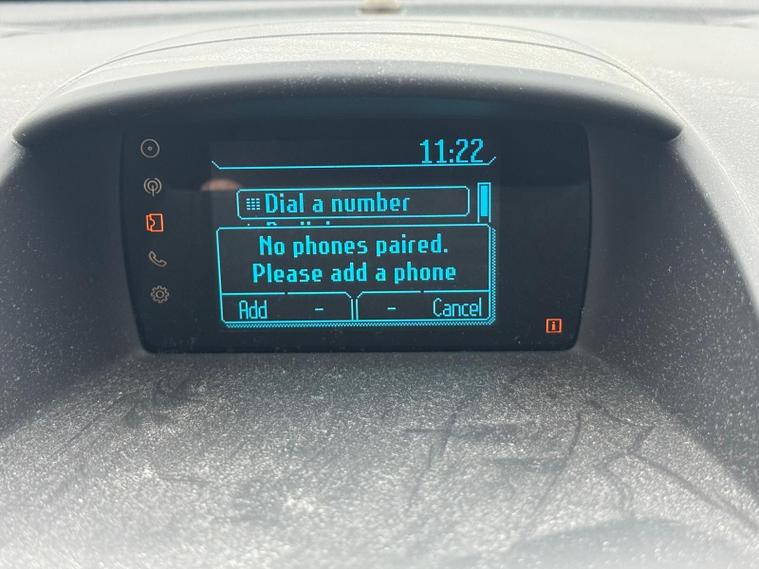 11:22
Dial a number
No phones paired.
Please add a phone
Add - - Cancel